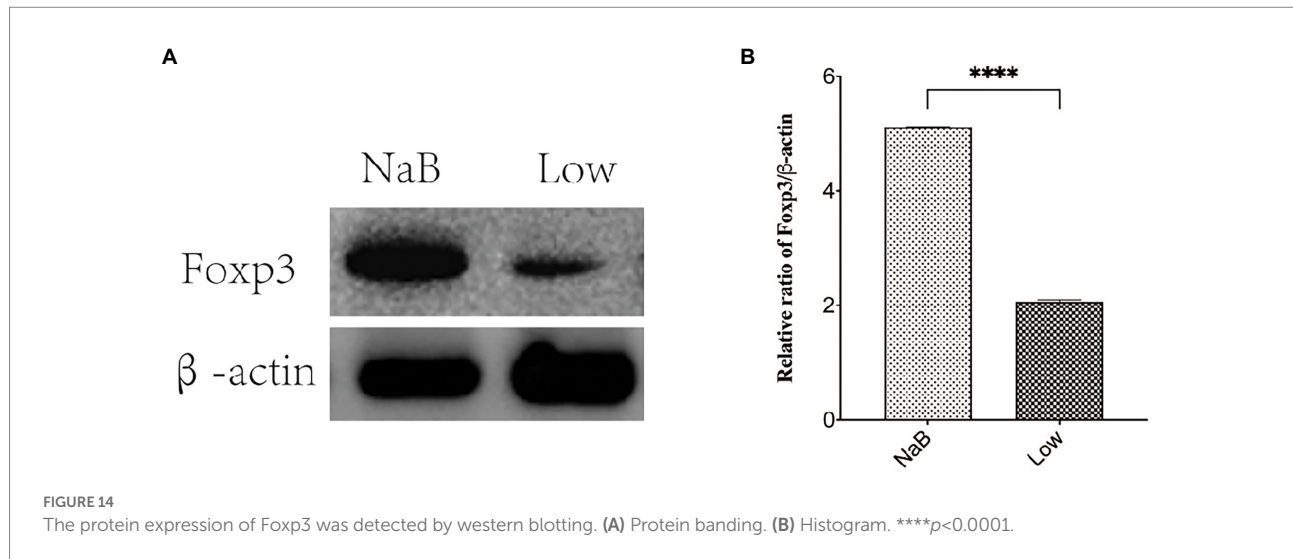 A
NaB Low
Foxp3
β -actin
B
****
Relative ratio of Foxp3/β-actin
6
4
2
0
NaB
Low
FIGURE 14
The protein expression of Foxp3 was detected by western blotting. (A) Protein banding. (B) Histogram. ****p<0.0001.